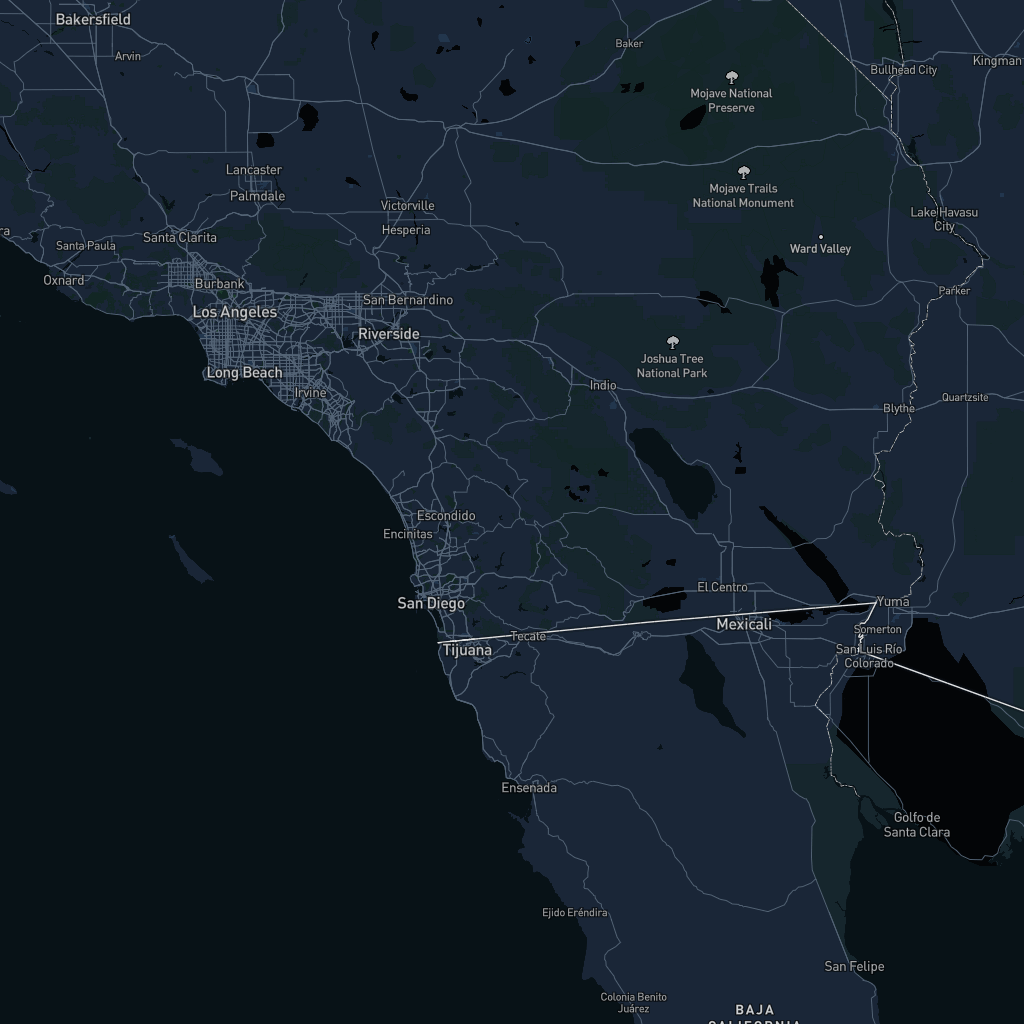 Bakersfield
Baker
Arvin
Kingman
Bullhead City
Mojave National
Preserve
Lancaster
Palmdale
Mojave Trails
National Monument
Victorville
Hesperia
Lake Havasu
City
ra
Santa Paula
Santa Clarita
Ward Valley
Oxnard
Burbank
Parker
San Bernardino
Los Angeles
Riverside
Joshua Tree
National Park
Long Beach
Irvine
Indio
Quartzsite
Blythe
Escondido
Encinitas
El Centro
San Diego
Yuma
Mexicali
Somerton
Tecate
Tijuana
San Luis Río
Colorado
Ensenada
Golfo de
Santa Clara
Ejido Eréndira
San Felipe
Colonia Benito
Juárez
BAJA
CALIFORNIA